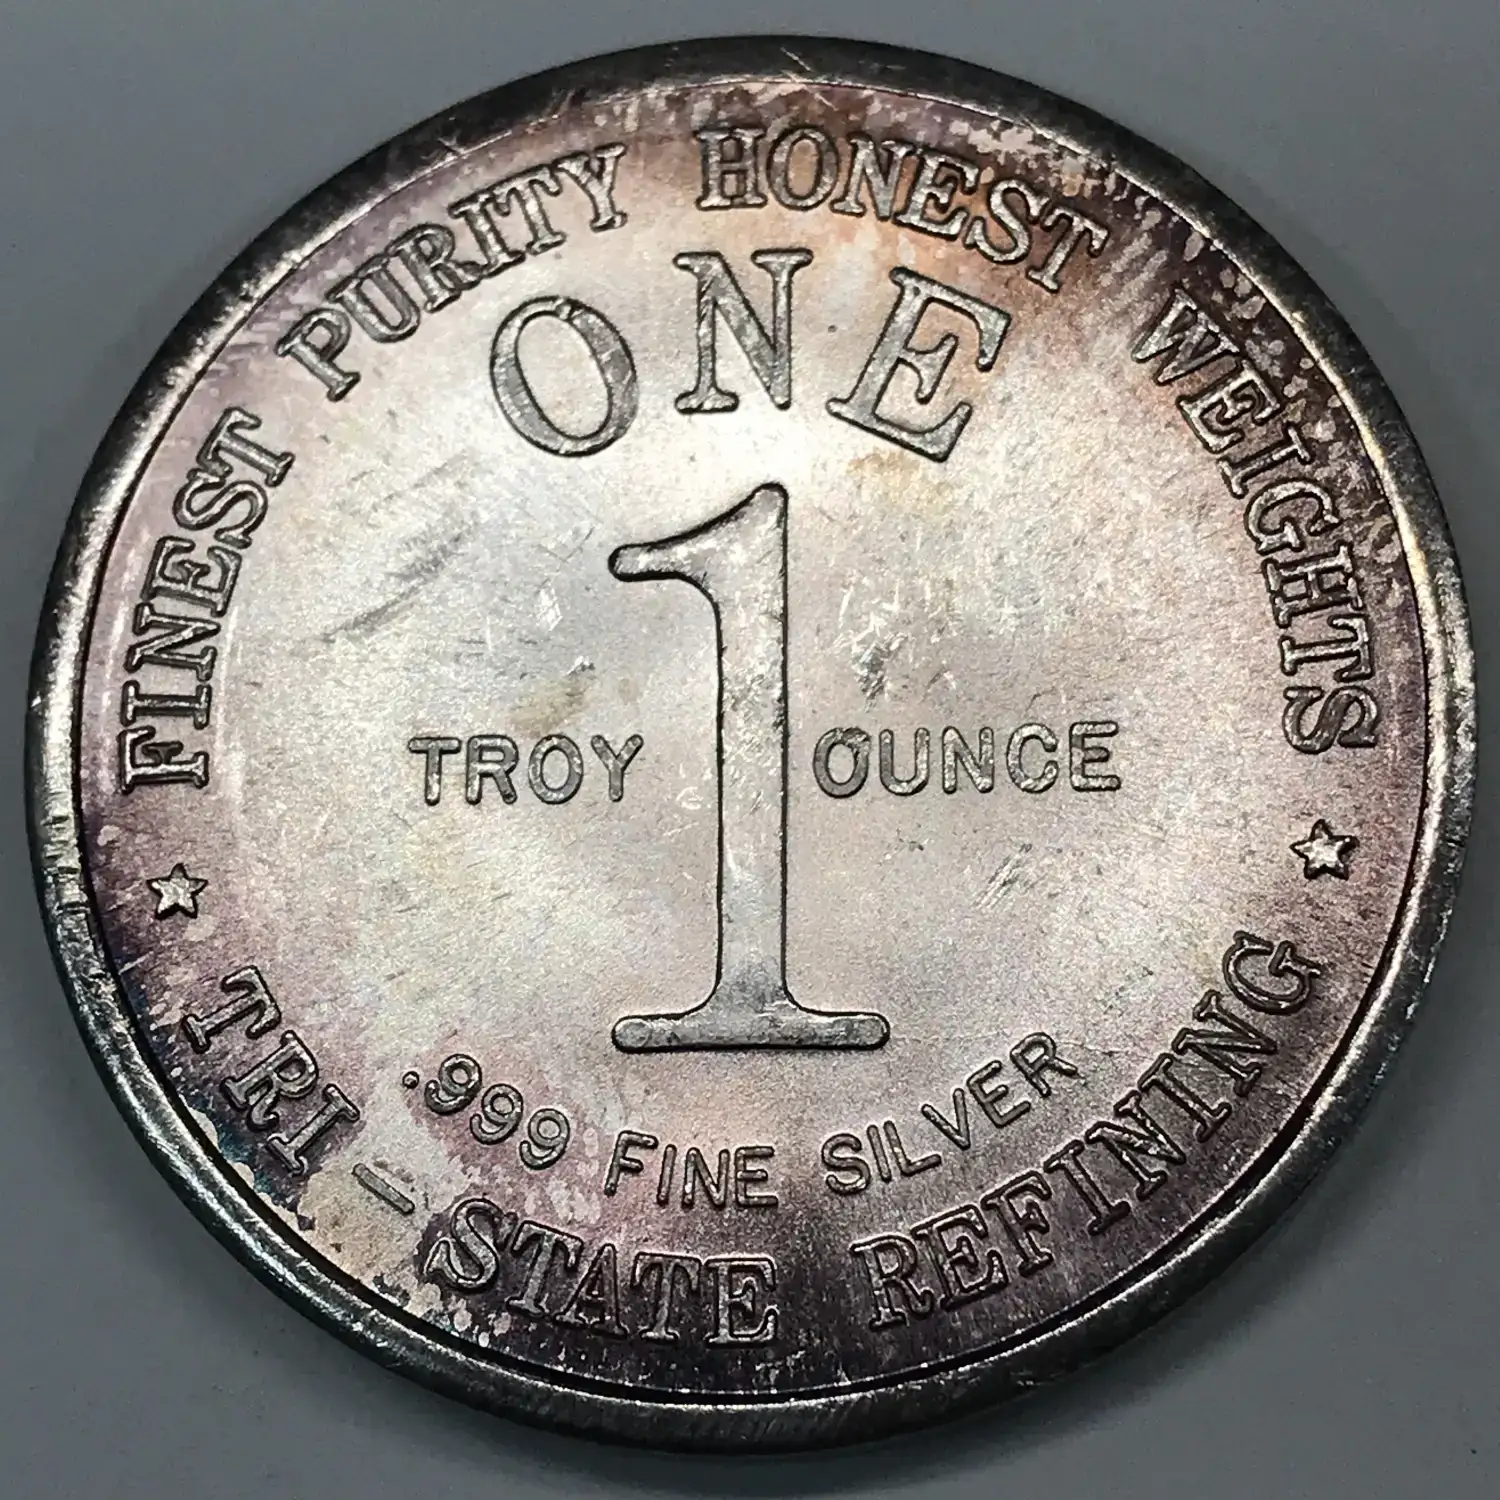 FINEST PURITY HONEST WEIGHTS
ONE
1
TROY OUNCE
.999 FINE SILVER
TRI-STATE REFINING